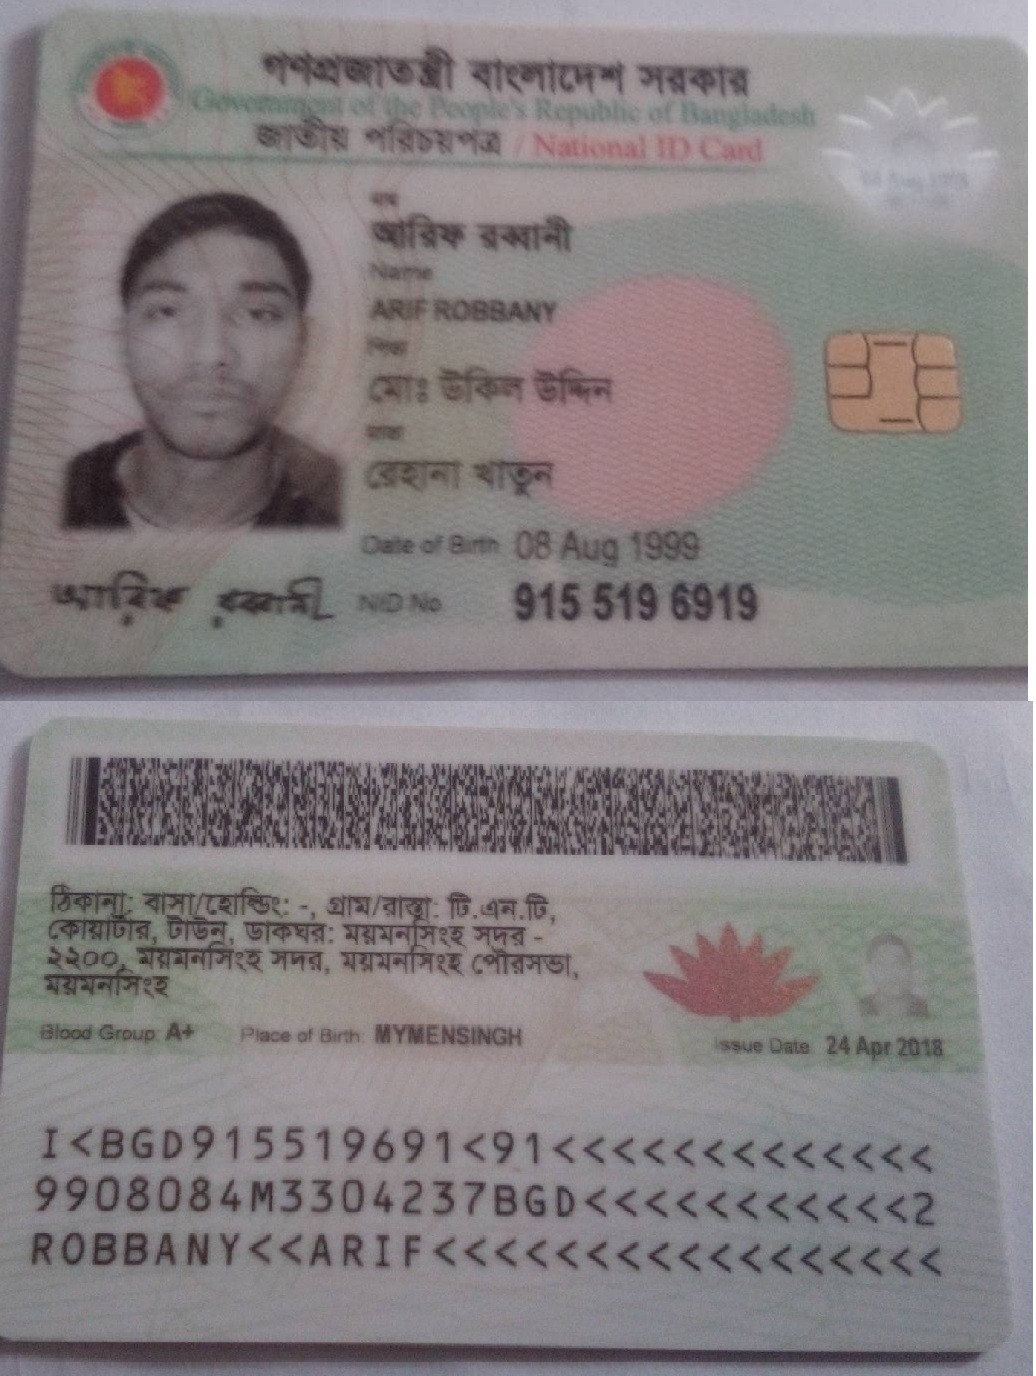 গণপ্রজাতন্ত্রী বাংলাদেশ সরকার
Government of the People's Republic of Bangladesh
জাতীয় পরিচয়পত্র / National ID Card
নাম
আরিফ রব্বানী
Name
ARIF ROBBANY
পিতা
মোঃ উকিল উদ্দিন
মাতা
রেহানা খাতুন
Date of Birth 08 Aug 1999
আরিফ রব্বানী NID No 915 519 6919
ঠিকানা: বাসা/হোল্ডিং: -, গ্রাম/রাস্তা: টি.এন.টি,
কোয়ার্টার, টাউন, ডাকঘর: ময়মনসিংহ সদর -
২২০০, ময়মনসিংহ সদর, ময়মনসিংহ পৌরসভা,
ময়মনসিংহ
Blood Group: A+ Place of Birth: MYMENSINGH Issue Date: 24 Apr 2018
I<BGD915519691<91<<<<<<<<<<<<<
9908084M3304237BGD<<<<<<<<<<<2
ROBBANY<<ARIF<<<<<<<<<<<<<<<<<